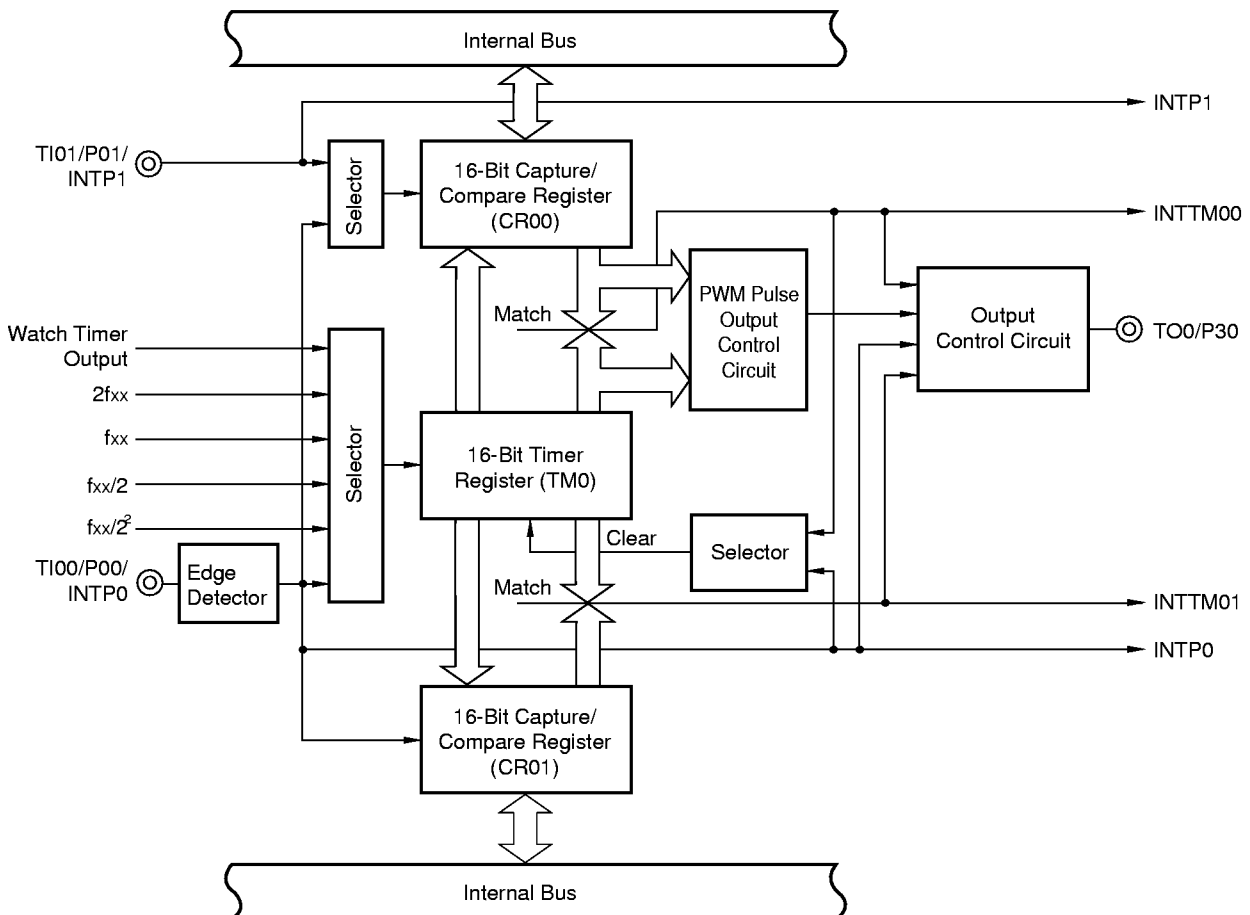 Internal Bus
INTP1
TI01/P01/
INTP1
Selector
16-Bit Capture/
Compare Register
(CR00)
INTTM00
PWM Pulse
Output
Control
Circuit
Output
Control Circuit
TO0/P30
Match
Watch Timer
Output
2fxx
fxx
fxx/2
fxx/2²
Selector
16-Bit Timer
Register (TM0)
Clear
Selector
TI00/P00/
INTP0
Edge
Detector
Match
INTTM01
INTP0
16-Bit Capture/
Compare Register
(CR01)
Internal Bus